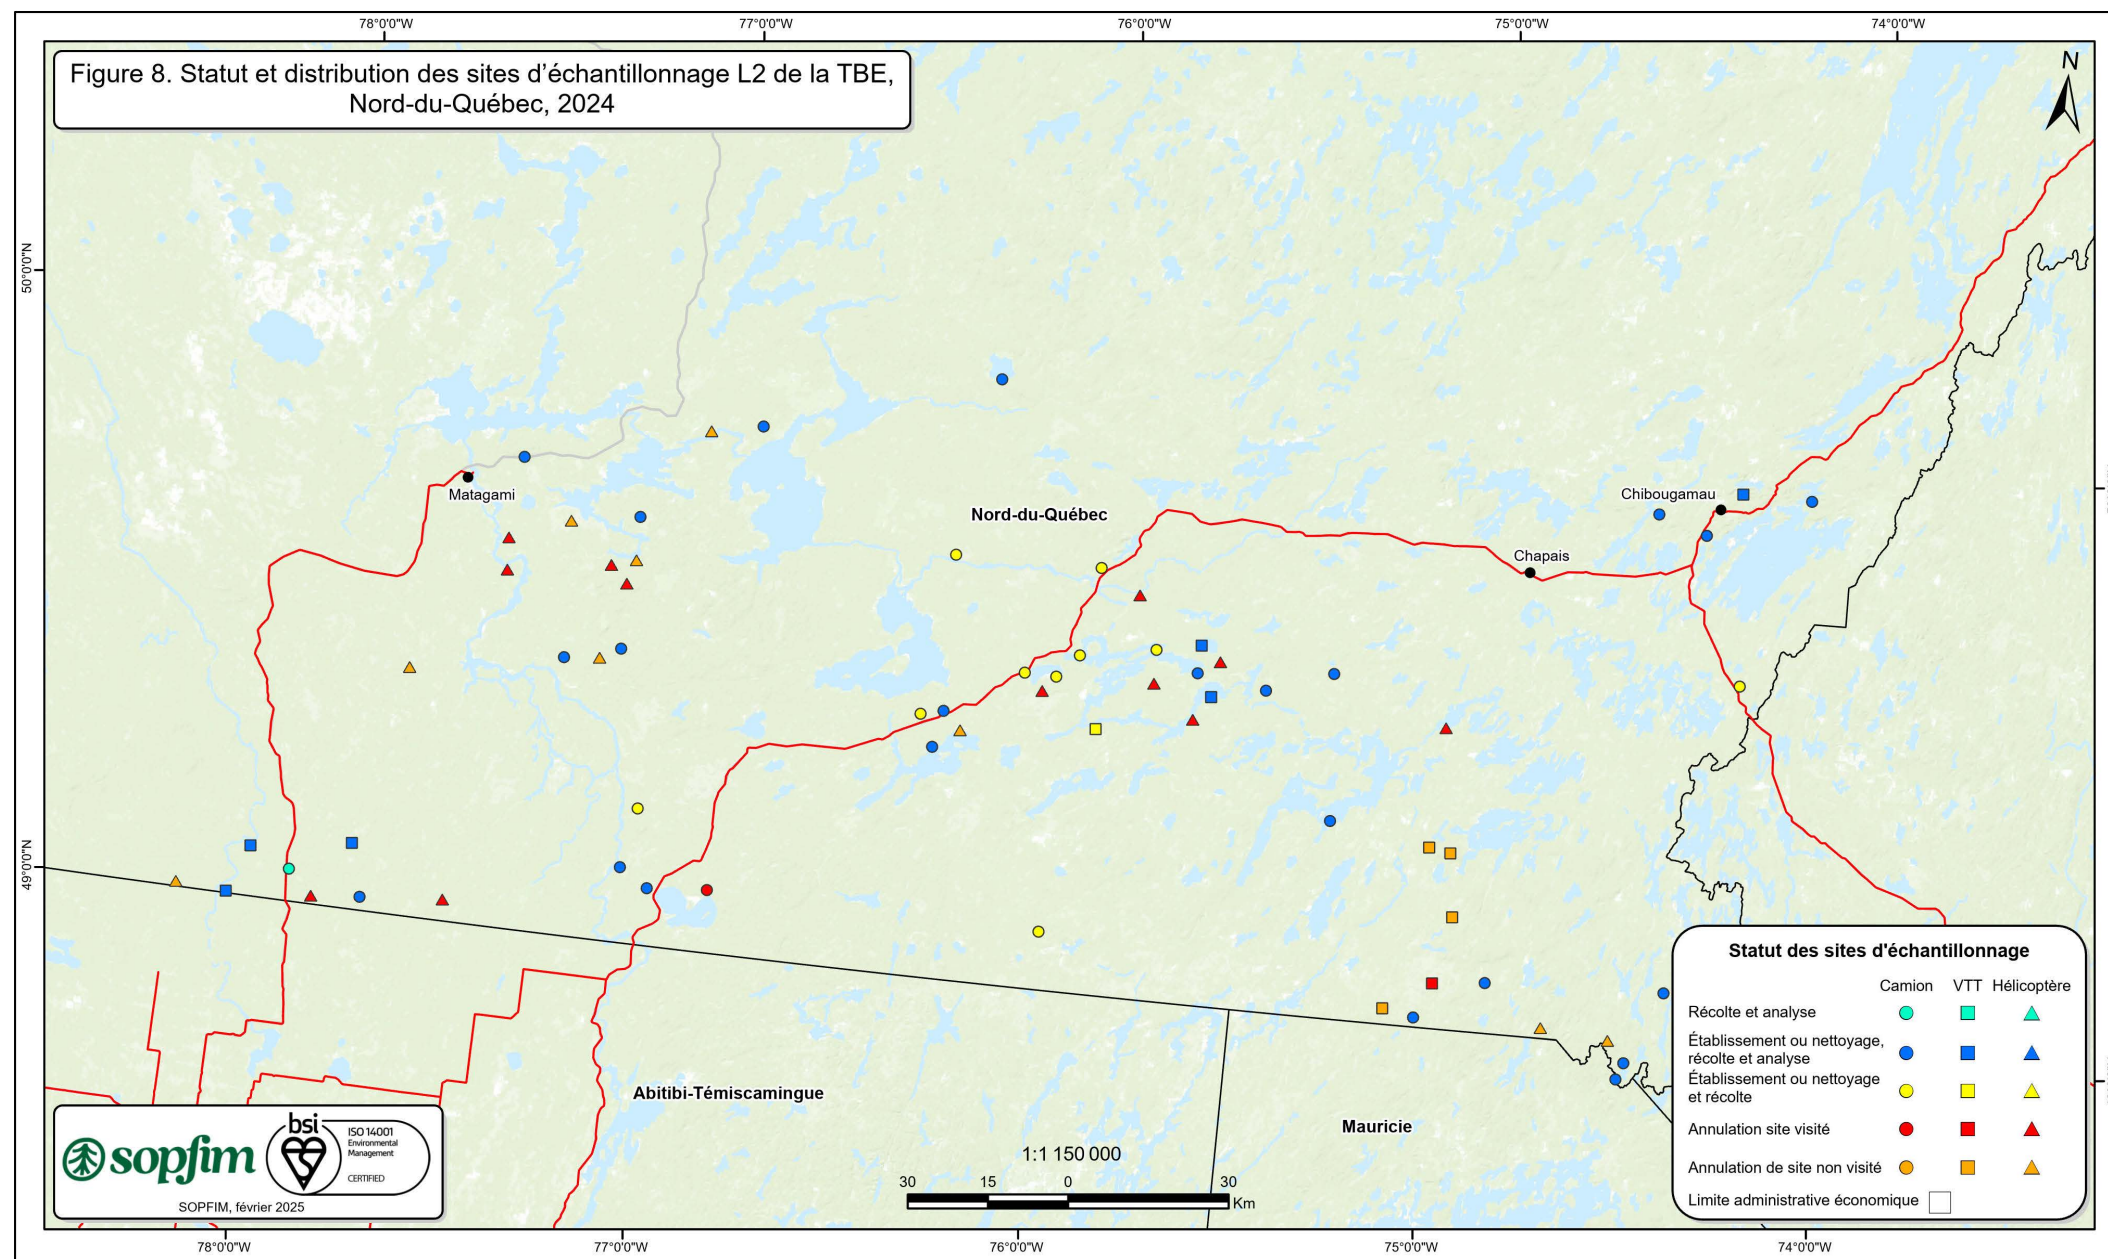 78°0'0"W 77°0'0"W 76°0'0"W 75°0'0"W 74°0'0"W
Figure 8. Statut et distribution des sites d'échantillonnage L2 de la TBE,
Nord-du-Québec, 2024
N
50°0'0"N
Matagami
Nord-du-Québec
Chibougamau
Chapais
49°0'0"N
Abitibi-Témiscamingue
Mauricie
Statut des sites d'échantillonnage
Camion VTT Hélicoptère
Récolte et analyse
Établissement ou nettoyage,
récolte et analyse
Établissement ou nettoyage
et récolte
Annulation site visité
Annulation de site non visité
Limite administrative économique
1:1 150 000
30 15 0 30
Km
sopfim
bsi
ISO 14001
Environmental
Management
CERTIFIED
SOPFIM, février 2025
78°0'0"W 77°0'0"W 76°0'0"W 75°0'0"W 74°0'0"W